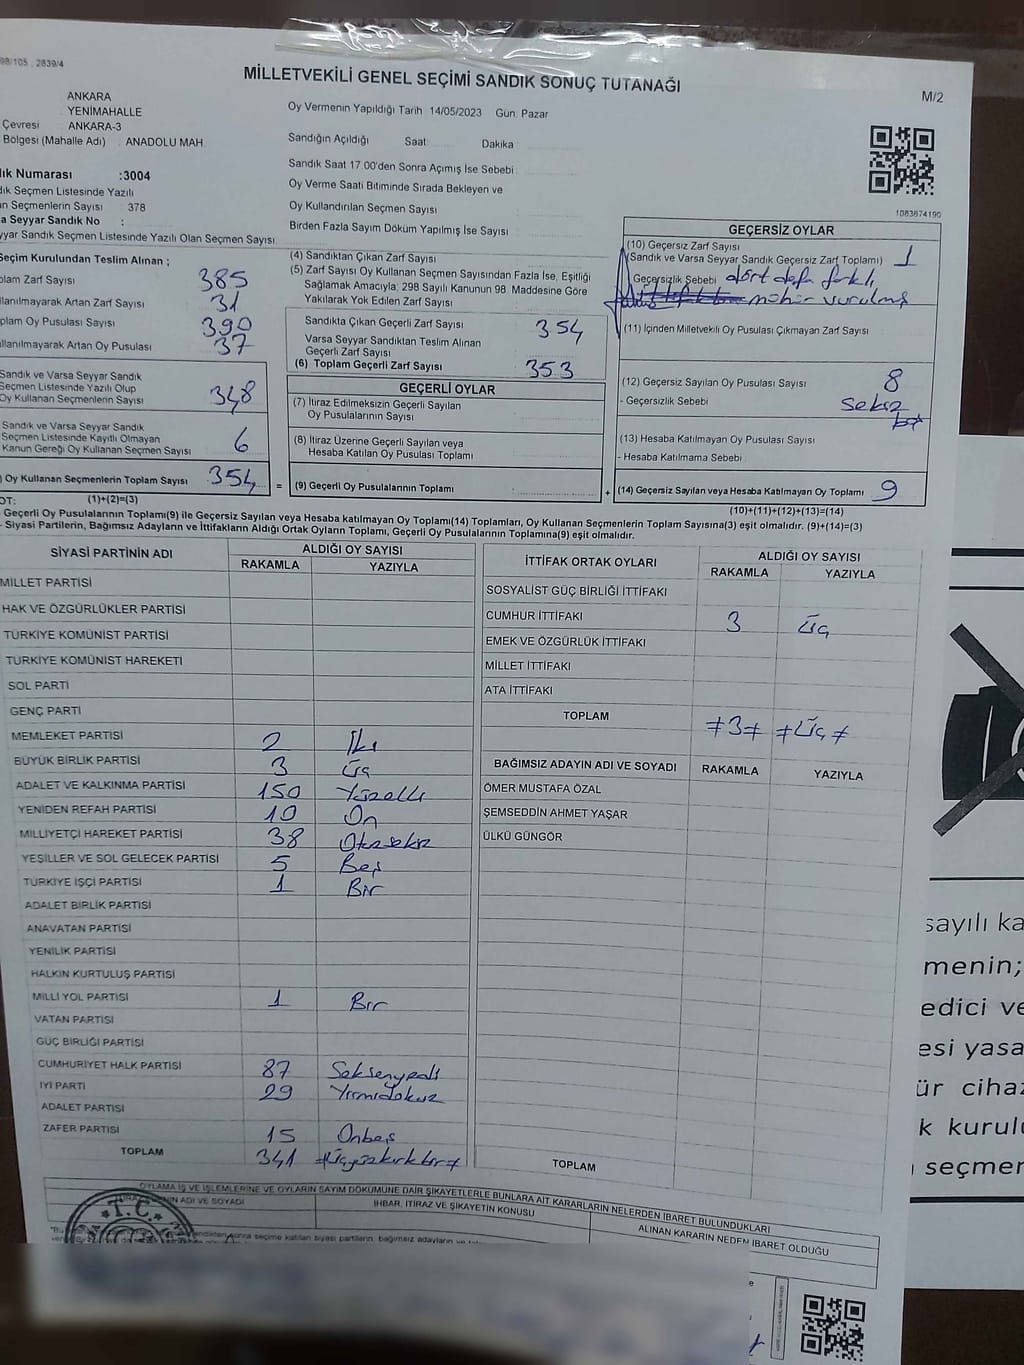 98/105 , 2839/4
MİLLETVEKİLİ GENEL SEÇİMİ SANDIK SONUÇ TUTANAĞI
M/2
ANKARA
YENİMAHALLE
Çevresi ANKARA-3
Bölgesi (Mahalle Adı) : ANADOLU MAH.
Numarası :3004
Seçmen Listesinde Yazılı
Seçmenlerin Sayısı 378
Seyyar Sandık No :
Sandık Seçmen Listesinde Yazılı Olan Seçmen Sayısı
Oy Vermenin Yapıldığı Tarih 14/05/2023 Gün: Pazar
Sandığın Açıldığı Saat Dakika
Sandık Saat 17:00'den Sonra Açımış İse Sebebi
Oy Verme Saati Bitiminde Sırada Bekleyen ve
Oy Kullandırılan Seçmen Sayısı
Birden Fazla Sayım Döküm Yapılmış İse Sayısı
1083674190
Seçim Kurulundan Teslim Alınan ;
Zarf Sayısı 385
Artan Zarf Sayısı 31
Oy Pusulası Sayısı 390
Artan Oy Pusulası 37
Sandık ve Varsa Seyyar Sandık
Seçmen Listesinde Yazılı Olup
Oy Kullanan Seçmenlerin Sayısı 348
Sandık ve Varsa Seyyar Sandık
Seçmen Listesinde Kayıtlı Olmayan
Kanun Gereği Oy Kullanan Seçmen Sayısı 6
Oy Kullanan Seçmenlerin Toplam Sayısı 354 =
(1)+(2)=(3)
(4) Sandıktan Çıkan Zarf Sayısı
(5) Zarf Sayısı Oy Kullanan Seçmen Sayısından Fazla İse, Eşitliği
Sağlamak Amacıyla; 298 Sayılı Kanunun 98. Maddesine Göre
Yakılarak Yok Edilen Zarf Sayısı
Sandıkta Çıkan Geçerli Zarf Sayısı 354
Varsa Seyyar Sandıktan Teslim Alınan
Geçerli Zarf Sayısı
(6) Toplam Geçerli Zarf Sayısı 353
GEÇERLİ OYLAR
(7) İtiraz Edilmeksizin Geçerli Sayılan
Oy Pusulalarının Sayısı
(8) İtiraz Üzerine Geçerli Sayılan veya
Hesaba Katılan Oy Pusulası Toplamı
(9) Geçerli Oy Pusulalarının Toplamı : +
GEÇERSİZ OYLAR
(10) Geçersiz Zarf Sayısı
(Sandık ve Varsa Seyyar Sandık Geçersiz Zarf Toplamı) 1
Geçersizlik Sebebi dört defa farklı
mühür vurulmuş
(11) İçinden Milletvekili Oy Pusulası Çıkmayan Zarf Sayısı
(12) Geçersiz Sayılan Oy Pusulası Sayısı 8
- Geçersizlik Sebebi Sekiz
(13) Hesaba Katılmayan Oy Pusulası Sayısı
- Hesaba Katılmama Sebebi
(14) Geçersiz Sayılan veya Hesaba Katılmayan Oy Toplamı 9
(10)+(11)+(12)+(13)=(14)
Geçerli Oy Pusulalarının Toplamı(9) ile Geçersiz Sayılan veya Hesaba katılmayan Oy Toplamı(14) Toplamları, Oy Kullanan Seçmenlerin Toplam Sayısına(3) eşit olmalıdır. (9)+(14)=(3)
- Siyasi Partilerin, Bağımsız Adayların ve İttifakların Aldığı Ortak Oyların Toplamı, Geçerli Oy Pusulalarının Toplamına(9) eşit olmalıdır.
SİYASİ PARTİNİN ADI ALDIĞI OY SAYISI
RAKAMLA YAZIYLA
MİLLET PARTİSİ
HAK VE ÖZGÜRLÜKLER PARTİSİ
TÜRKİYE KOMÜNİST PARTİSİ
TÜRKİYE KOMÜNİST HAREKETİ
SOL PARTİ
GENÇ PARTİ
MEMLEKET PARTİSİ 2 İki
BÜYÜK BİRLİK PARTİSİ 3 Üç
ADALET VE KALKINMA PARTİSİ 150 Yüzelli
YENİDEN REFAH PARTİSİ 10 On
MİLLİYETÇİ HAREKET PARTİSİ 38 Otuzsekiz
YEŞİLLER VE SOL GELECEK PARTİSİ 5 Beş
TÜRKİYE İŞÇİ PARTİSİ 1 Bir
ADALET BİRLİK PARTİSİ
ANAVATAN PARTİSİ
YENİLİK PARTİSİ
HALKIN KURTULUŞ PARTİSİ
MİLLİ YOL PARTİSİ 1 Bir
VATAN PARTİSİ
GÜÇ BİRLİĞİ PARTİSİ
CUMHURİYET HALK PARTİSİ 87 Seksenyedi
İYİ PARTİ 29 Yirmidokuz
ADALET PARTİSİ
ZAFER PARTİSİ 15 Onbeş
TOPLAM 341 ≠Üçyüzkırkbir≠
İTTİFAK ORTAK OYLARI ALDIĞI OY SAYISI
RAKAMLA YAZIYLA
SOSYALİST GÜÇ BİRLİĞİ İTTİFAKI
CUMHUR İTTİFAKI 3 Üç
EMEK VE ÖZGÜRLÜK İTTİFAKI
MİLLET İTTİFAKI
ATA İTTİFAKI
TOPLAM ≠3≠ ≠Üç≠
BAĞIMSIZ ADAYIN ADI VE SOYADI RAKAMLA YAZIYLA
ÖMER MUSTAFA ÖZAL
ŞEMSEDDİN AHMET YAŞAR
ÜLKÜ GÜNGÖR
TOPLAM
OYLAMA İŞ VE İŞLEMLERİNE VE OYLARIN SAYIM DÖKÜMÜNE DAİR ŞİKAYETLERLE BUNLARA AİT KARARLARIN NELERDEN İBARET BULUNDUKLARI
ADI VE SOYADI İHBAR, İTİRAZ VE ŞİKAYETİN KONUSU ALINAN KARARIN NEDEN İBARET OLDUĞU
T.C.
sayılı ka
menin;
edici ve
esi yasa
ür cihaz
k kurulu
seçmen